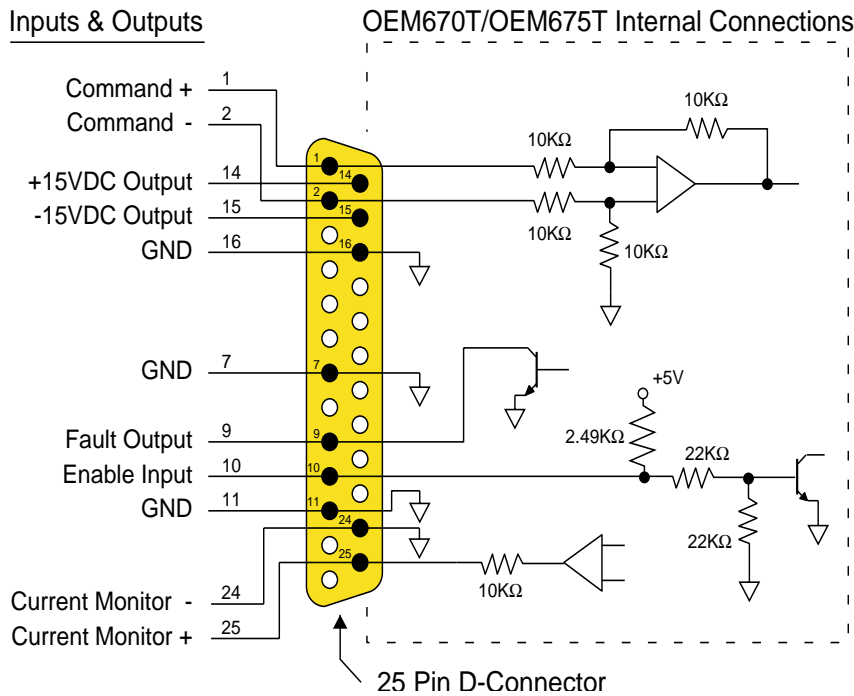 Inputs & Outputs
OEM670T/OEM675T Internal Connections
Command + 1
Command - 2
+15VDC Output 14
-15VDC Output 15
GND 16
GND 7
Fault Output 9
Enable Input 10
GND 11
Current Monitor - 24
Current Monitor + 25
1
14
2
15
16
7
9
10
11
24
25
10KΩ
10KΩ
10KΩ
10KΩ
+5V
2.49KΩ
22KΩ
22KΩ
10KΩ
25 Pin D-Connector